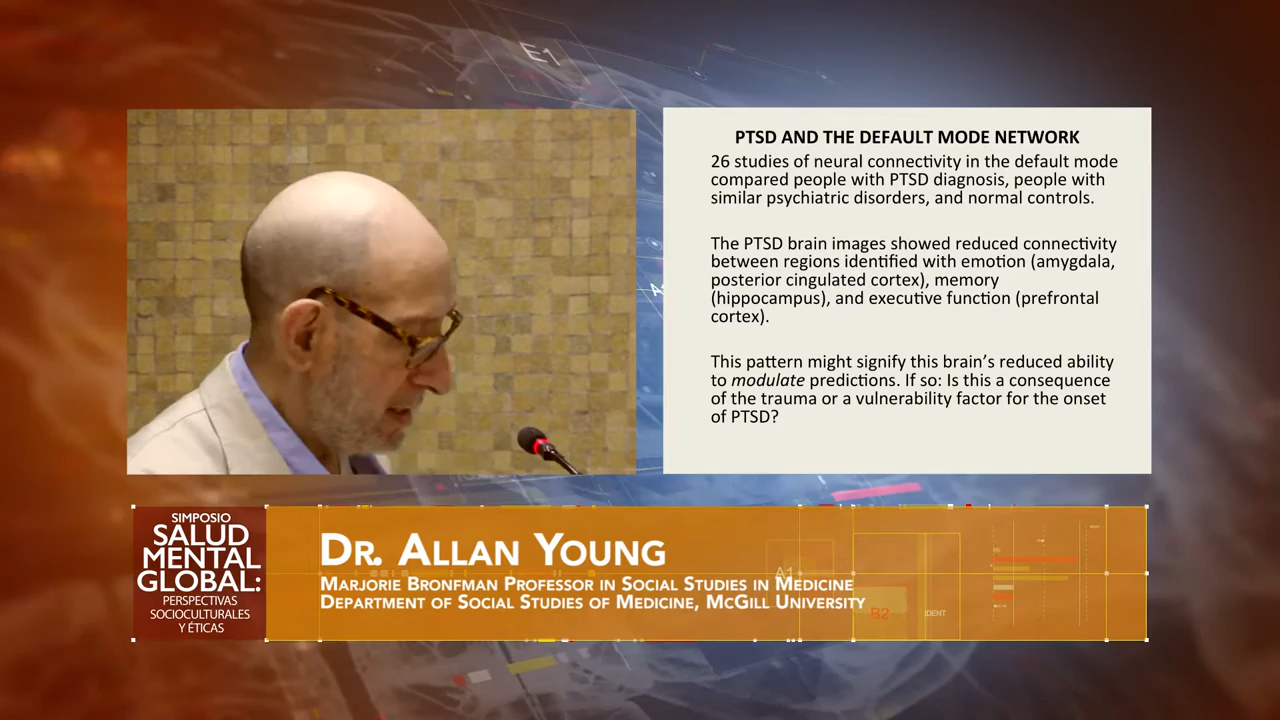 E1
PTSD AND THE DEFAULT MODE NETWORK
26 studies of neural connectivity in the default mode
compared people with PTSD diagnosis, people with
similar psychiatric disorders, and normal controls.
The PTSD brain images showed reduced connectivity
between regions identified with emotion (amygdala,
posterior cingulated cortex), memory
(hippocampus), and executive function (prefrontal
cortex).
This pattern might signify this brain's reduced ability
to modulate predictions. If so: Is this a consequence
of the trauma or a vulnerability factor for the onset
of PTSD?
SIMPOSIO
SALUD
MENTAL
GLOBAL:
PERSPECTIVAS
SOCIOCULTURALES
Y ÉTICAS
DR. ALLAN YOUNG
MARJORIE BRONFMAN PROFESSOR IN SOCIAL STUDIES IN MEDICINE
DEPARTMENT OF SOCIAL STUDIES OF MEDICINE, MCGILL UNIVERSITY
A1
B2
IDENT